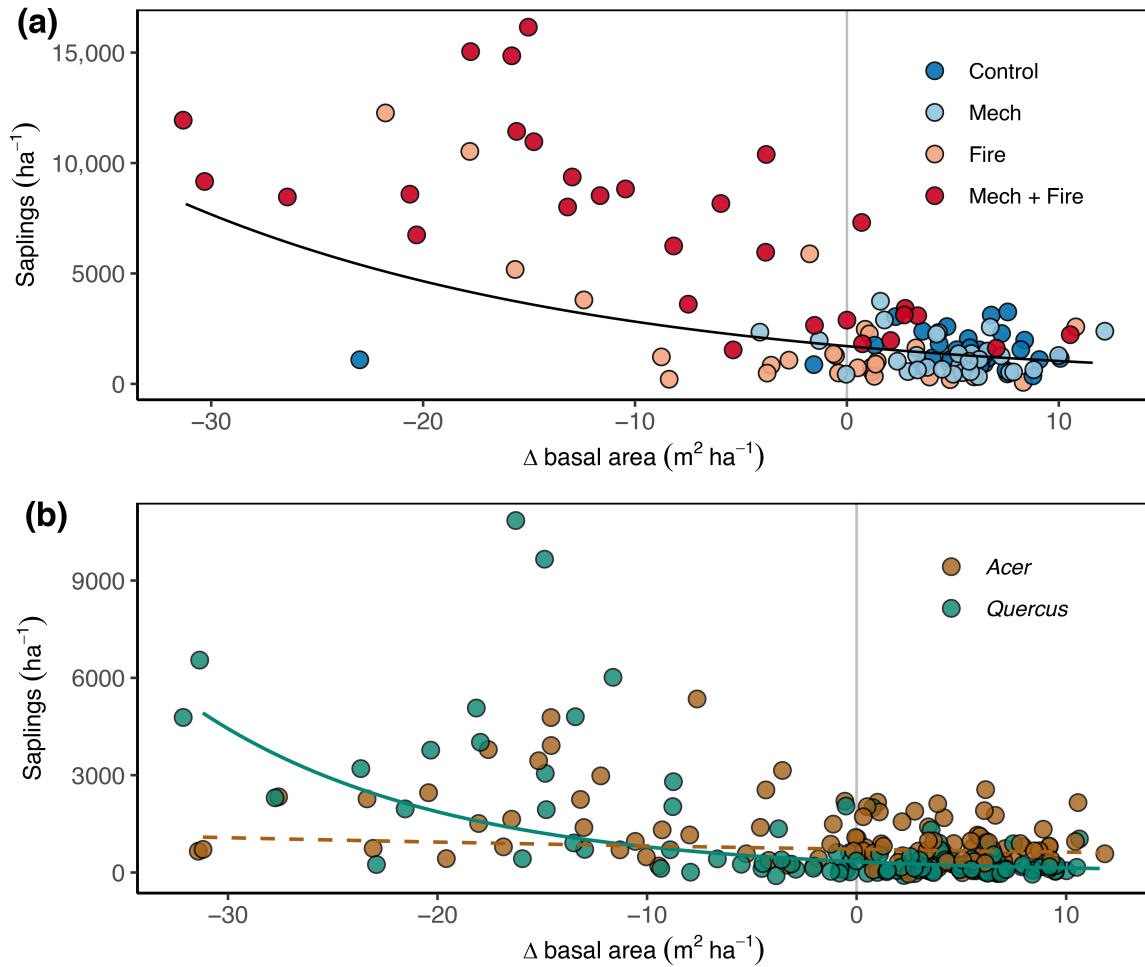 (a)
15,000
10,000
5000
0
Saplings (ha⁻¹)
Control
Mech
Fire
Mech + Fire
−30 −20 −10 0 10
Δ basal area (m² ha⁻¹)
(b)
9000
6000
3000
0
Saplings (ha⁻¹)
Acer
Quercus
−30 −20 −10 0 10
Δ basal area (m² ha⁻¹)